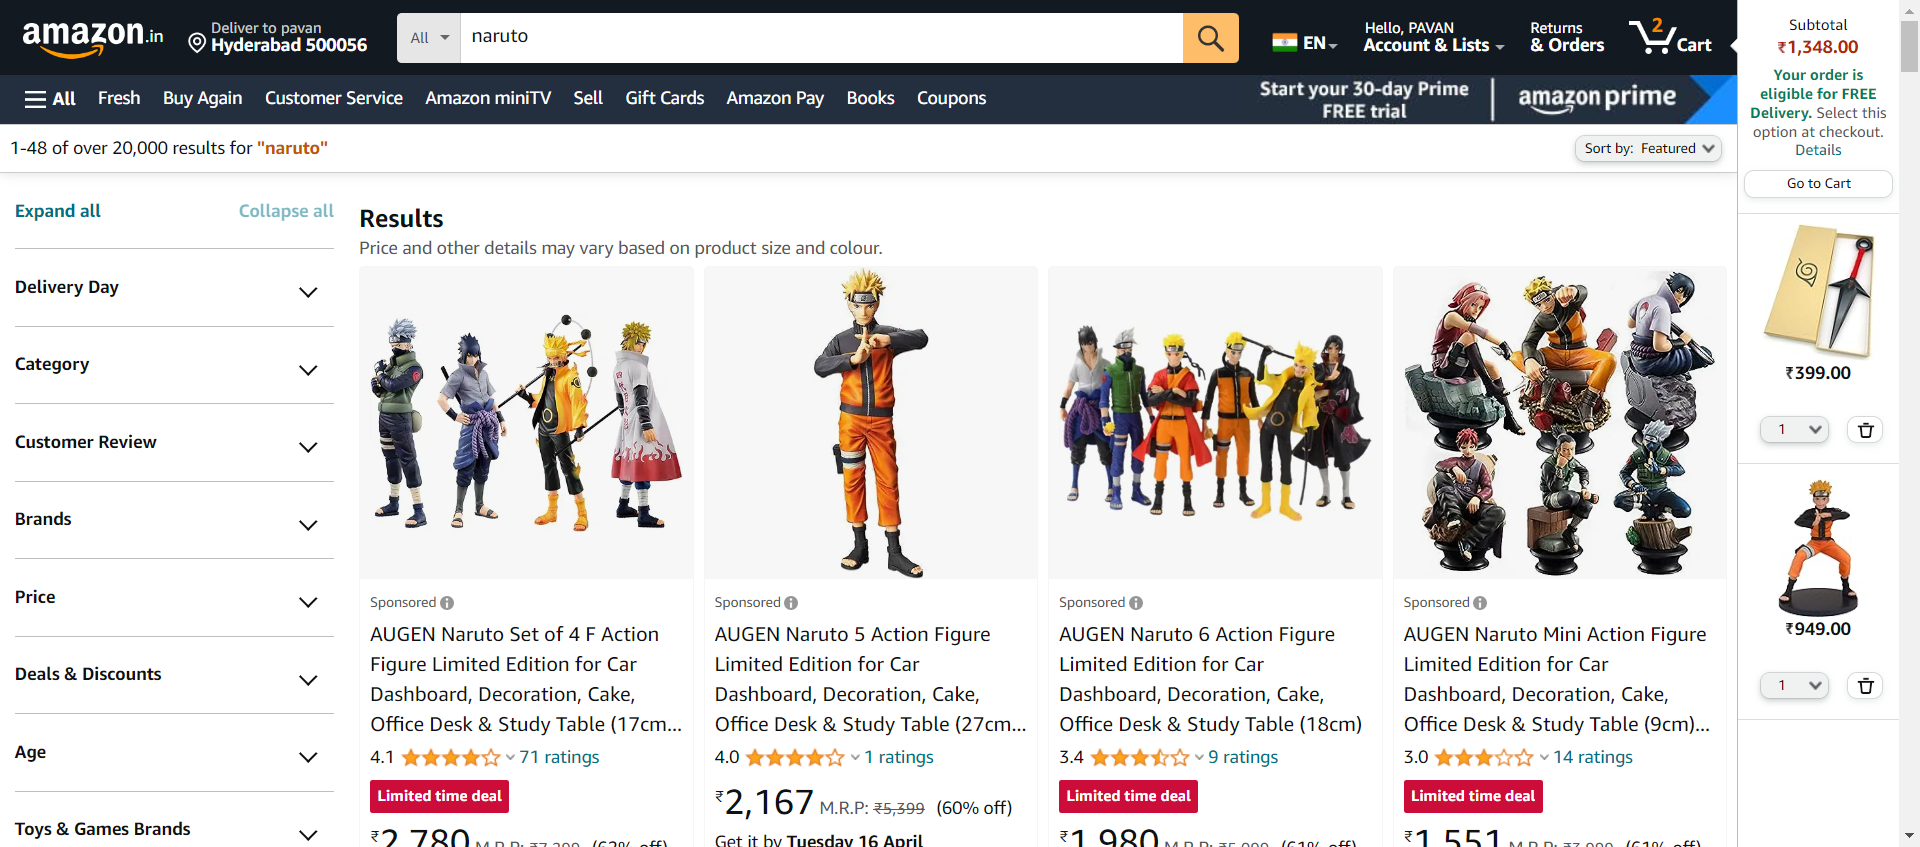 amazon.in
Deliver to pavan
Hyderabad 500056
All
naruto
EN
Hello, PAVAN
Account & Lists
Returns
& Orders
2
Cart
All
Fresh
Buy Again
Customer Service
Amazon miniTV
Sell
Gift Cards
Amazon Pay
Books
Coupons
Start your 30-day Prime
FREE trial
amazon prime
1-48 of over 20,000 results for "naruto"
Sort by: Featured
Expand all
Collapse all
Delivery Day
Category
Customer Review
Brands
Price
Deals & Discounts
Age
Toys & Games Brands
Results
Price and other details may vary based on product size and colour.
Sponsored
AUGEN Naruto Set of 4 F Action
Figure Limited Edition for Car
Dashboard, Decoration, Cake,
Office Desk & Study Table (17cm...
4.1
71 ratings
Limited time deal
₹2,780 M.R.P: ₹7,299 (62% off)
Sponsored
AUGEN Naruto 5 Action Figure
Limited Edition for Car
Dashboard, Decoration, Cake,
Office Desk & Study Table (27cm...
4.0
1 ratings
₹2,167 M.R.P: ₹5,399 (60% off)
Get it by Tuesday 16 April
Sponsored
AUGEN Naruto 6 Action Figure
Limited Edition for Car
Dashboard, Decoration, Cake,
Office Desk & Study Table (18cm)
3.4
9 ratings
Limited time deal
₹1,980 M.R.P: (61% off)
Sponsored
AUGEN Naruto Mini Action Figure
Limited Edition for Car
Dashboard, Decoration, Cake,
Office Desk & Study Table (9cm)...
3.0
14 ratings
Limited time deal
₹1,551 M.R.P: (61% off)
Subtotal
₹1,348.00
Your order is
eligible for FREE
Delivery. Select this
option at checkout.
Details
Go to Cart
₹399.00
1
₹949.00
1